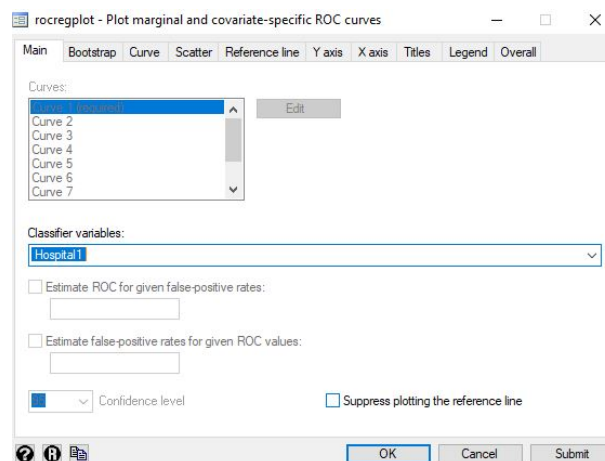 rocregplot - Plot marginal and covariate-specific ROC curves
Main Bootstrap Curve Scatter Reference line Y axis X axis Titles Legend Overall
Curves:
Curve 1 (required)
Edit
Curve 2
Curve 3
Curve 4
Curve 5
Curve 6
Curve 7
Classifier variables:
Hospital1
Estimate ROC for given false-positive rates:
Estimate false-positive rates for given ROC values:
Confidence level
Suppress plotting the reference line
? R OK Cancel Submit